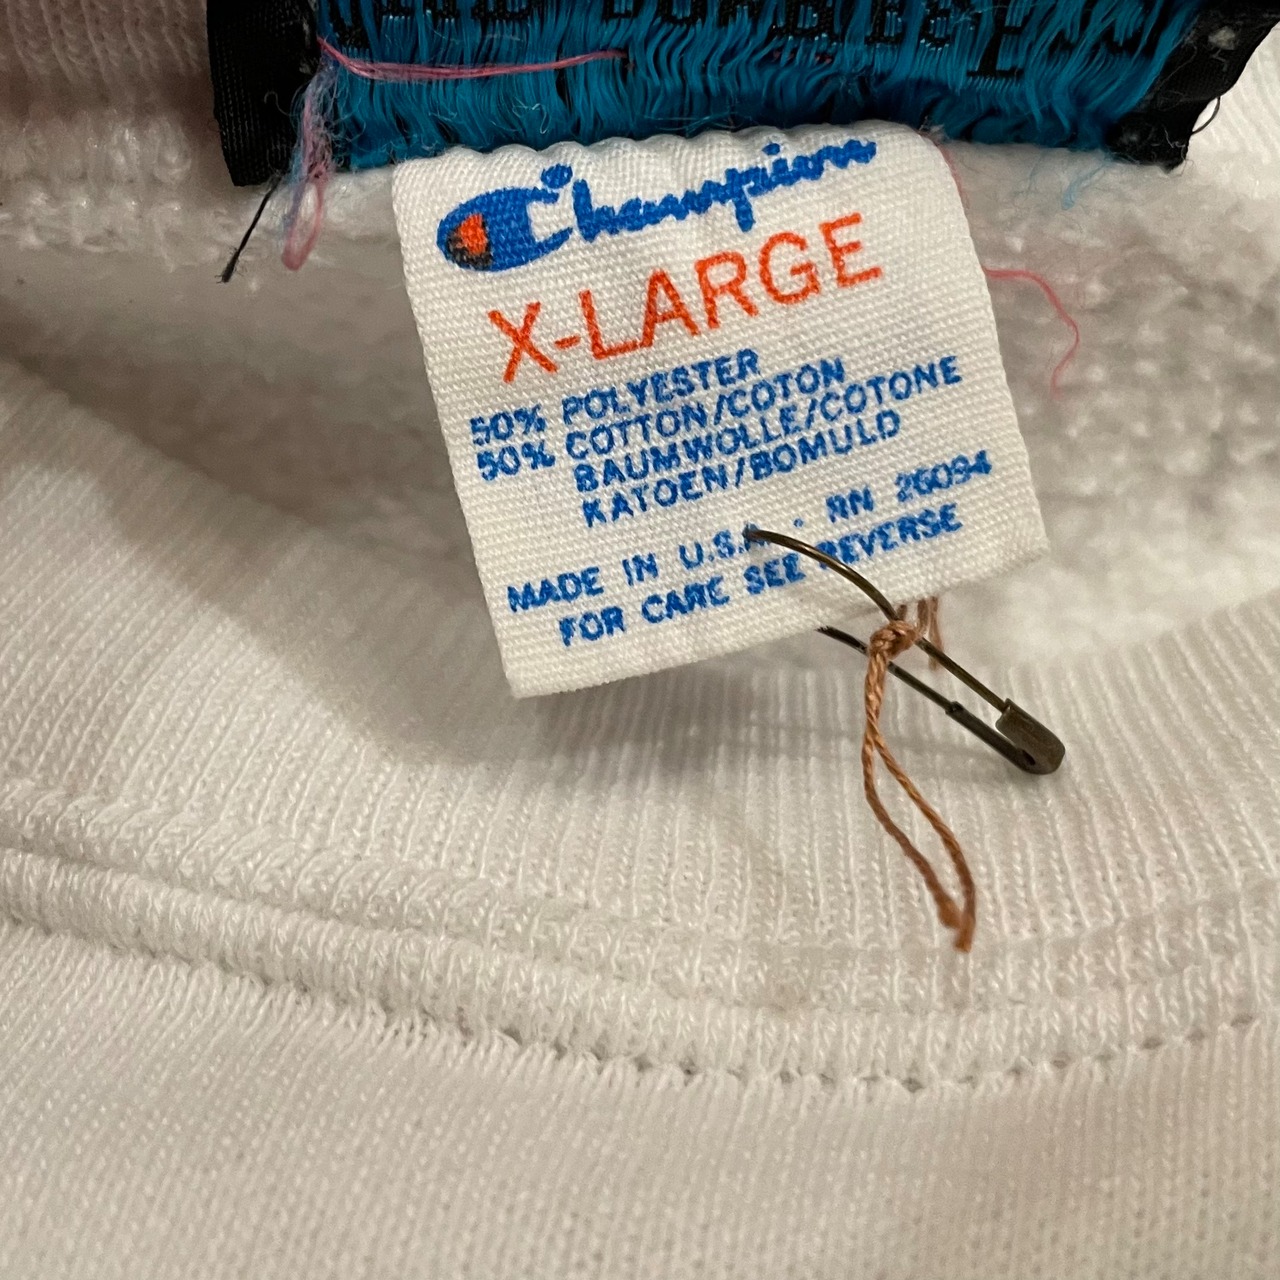 Champion
X-LARGE
50% POLYESTER
50% COTTON/COTON
BAUMWOLLE/COTONE
KATOEN/BOMULD
MADE IN U.S.A. · RN 26094
FOR CARE SEE REVERSE